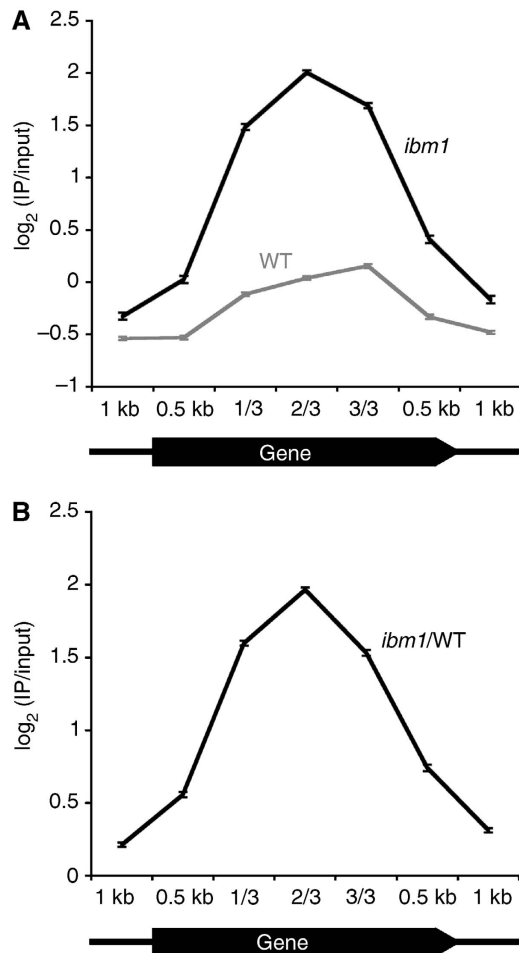 A
2.5
2
1.5
1
0.5
0
−0.5
−1
log2 (IP/input)
ibm1
WT
1 kb 0.5 kb 1/3 2/3 3/3 0.5 kb 1 kb
Gene
B
2.5
2
1.5
1
0.5
0
log2 (IP/input)
ibm1/WT
1 kb 0.5 kb 1/3 2/3 3/3 0.5 kb 1 kb
Gene